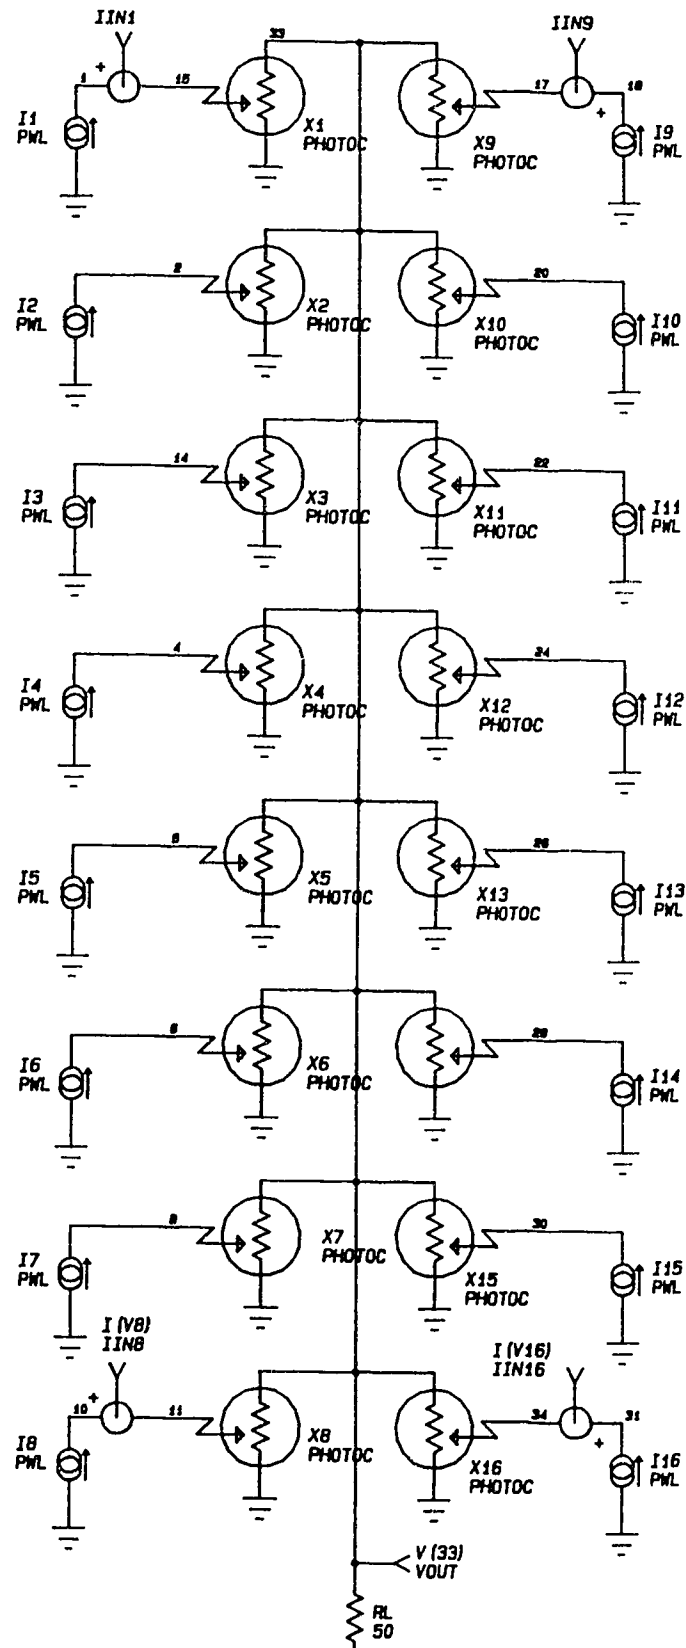 IIN1
IIN9
33
+
1
15
17
18
+
I1
PWL
X1
PHOTOC
X9
PHOTOC
I9
PWL
2
20
I2
PWL
X2
PHOTOC
X10
PHOTOC
I10
PWL
14
22
I3
PWL
X3
PHOTOC
X11
PHOTOC
I11
PWL
4
24
I4
PWL
X4
PHOTOC
X12
PHOTOC
I12
PWL
26
I5
PWL
X5
PHOTOC
X13
PHOTOC
I13
PWL
I6
PWL
X6
PHOTOC
I14
PWL
30
I7
PWL
X7
PHOTOC
X15
PHOTOC
I15
PWL
I (V8)
IIN8
I (V16)
IIN16
+
10
11
34
31
+
I8
PWL
X8
PHOTOC
X16
PHOTOC
I16
PWL
V (33)
VOUT
RL
50